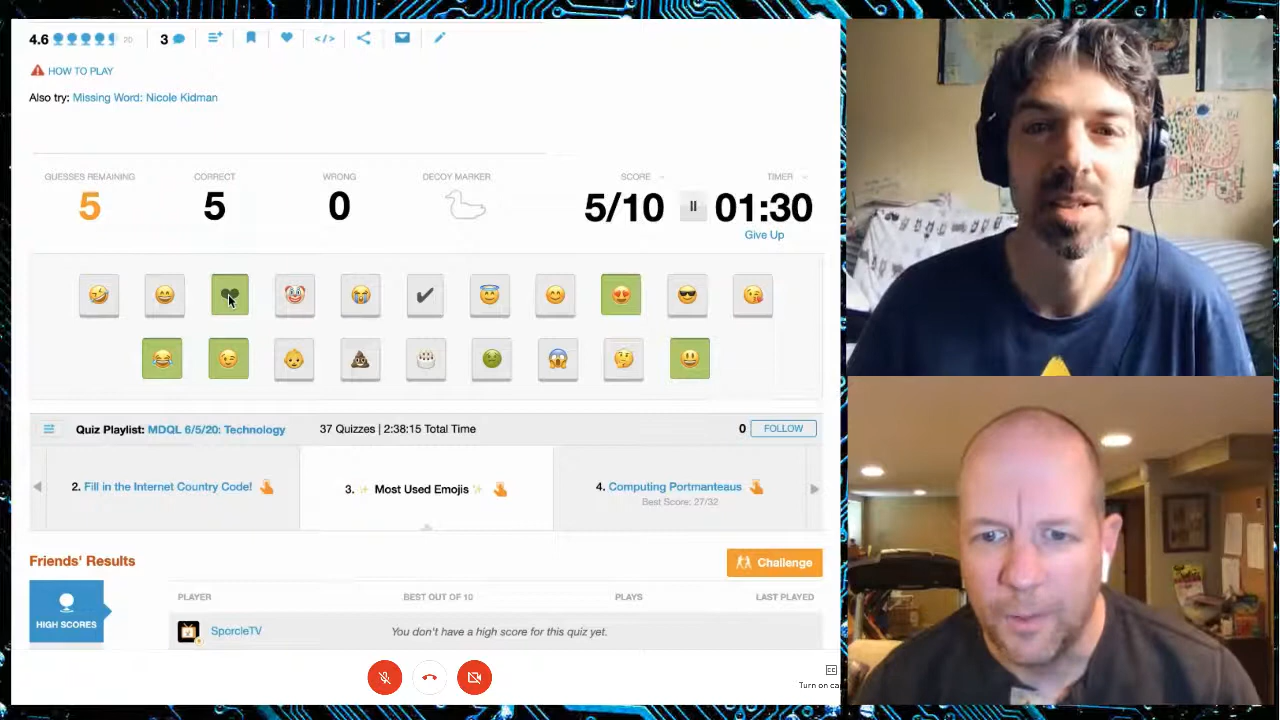 4.6 20 3
HOW TO PLAY
Also try: Missing Word: Nicole Kidman
GUESSES REMAINING CORRECT WRONG DECOY MARKER SCORE TIMER
5 5 0 5/10 01:30
Give Up
Quiz Playlist: MDQL 6/5/20: Technology 37 Quizzes | 2:38:15 Total Time 0 FOLLOW
2. Fill in the Internet Country Code! 3. Most Used Emojis 4. Computing Portmanteaus
Best Score: 27/32
Friends' Results Challenge
PLAYER BEST OUT OF 10 PLAYS LAST PLAYED
HIGH SCORES
SporcleTV You don't have a high score for this quiz yet.
CC
Turn on